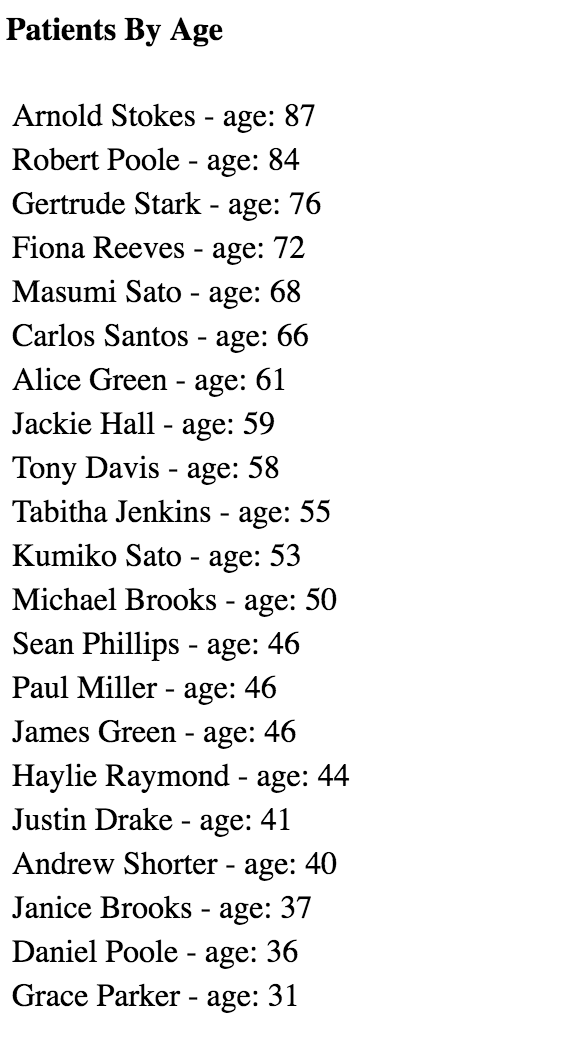 Patients By Age
Arnold Stokes - age: 87
Robert Poole - age: 84
Gertrude Stark - age: 76
Fiona Reeves - age: 72
Masumi Sato - age: 68
Carlos Santos - age: 66
Alice Green - age: 61
Jackie Hall - age: 59
Tony Davis - age: 58
Tabitha Jenkins - age: 55
Kumiko Sato - age: 53
Michael Brooks - age: 50
Sean Phillips - age: 46
Paul Miller - age: 46
James Green - age: 46
Haylie Raymond - age: 44
Justin Drake - age: 41
Andrew Shorter - age: 40
Janice Brooks - age: 37
Daniel Poole - age: 36
Grace Parker - age: 31